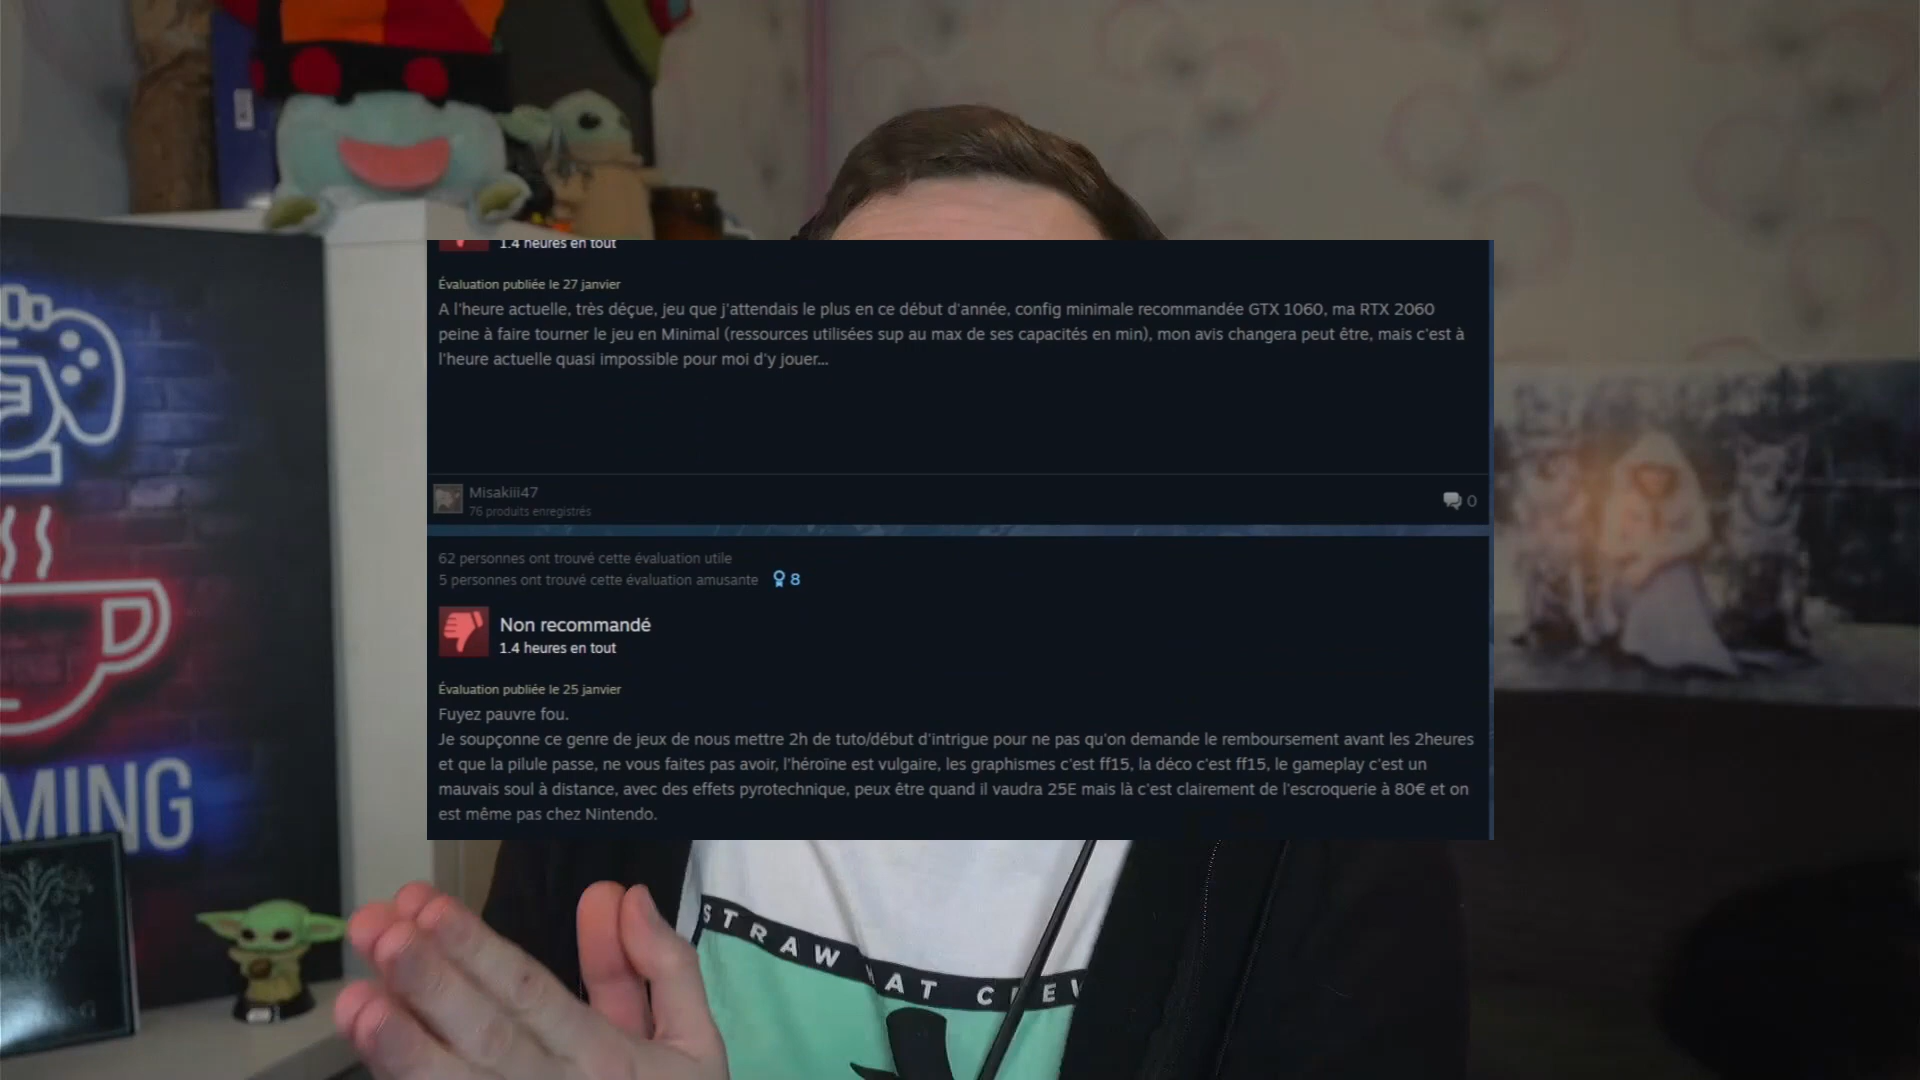 1.4 heures en tout
Évaluation publiée le 27 janvier
A l'heure actuelle, très déçue, jeu que j'attendais le plus en ce début d'année, config minimale recommandée GTX 1060, ma RTX 2060
peine à faire tourner le jeu en Minimal (ressources utilisées sup au max de ses capacités en min), mon avis changera peut être, mais c'est à
l'heure actuelle quasi impossible pour moi d'y jouer...
Misakiii47
76 produits enregistrés
0
62 personnes ont trouvé cette évaluation utile
5 personnes ont trouvé cette évaluation amusante 8
Non recommandé
1.4 heures en tout
Évaluation publiée le 25 janvier
Fuyez pauvre fou.
Je soupçonne ce genre de jeux de nous mettre 2h de tuto/début d'intrigue pour ne pas qu'on demande le remboursement avant les 2heures
et que la pilule passe, ne vous faites pas avoir, l'héroïne est vulgaire, les graphismes c'est ff15, la déco c'est ff15, le gameplay c'est un
mauvais soul à distance, avec des effets pyrotechnique, peux être quand il vaudra 25E mais là c'est clairement de l'escroquerie à 80€ et on
est même pas chez Nintendo.
MING
STRAW AT CREW